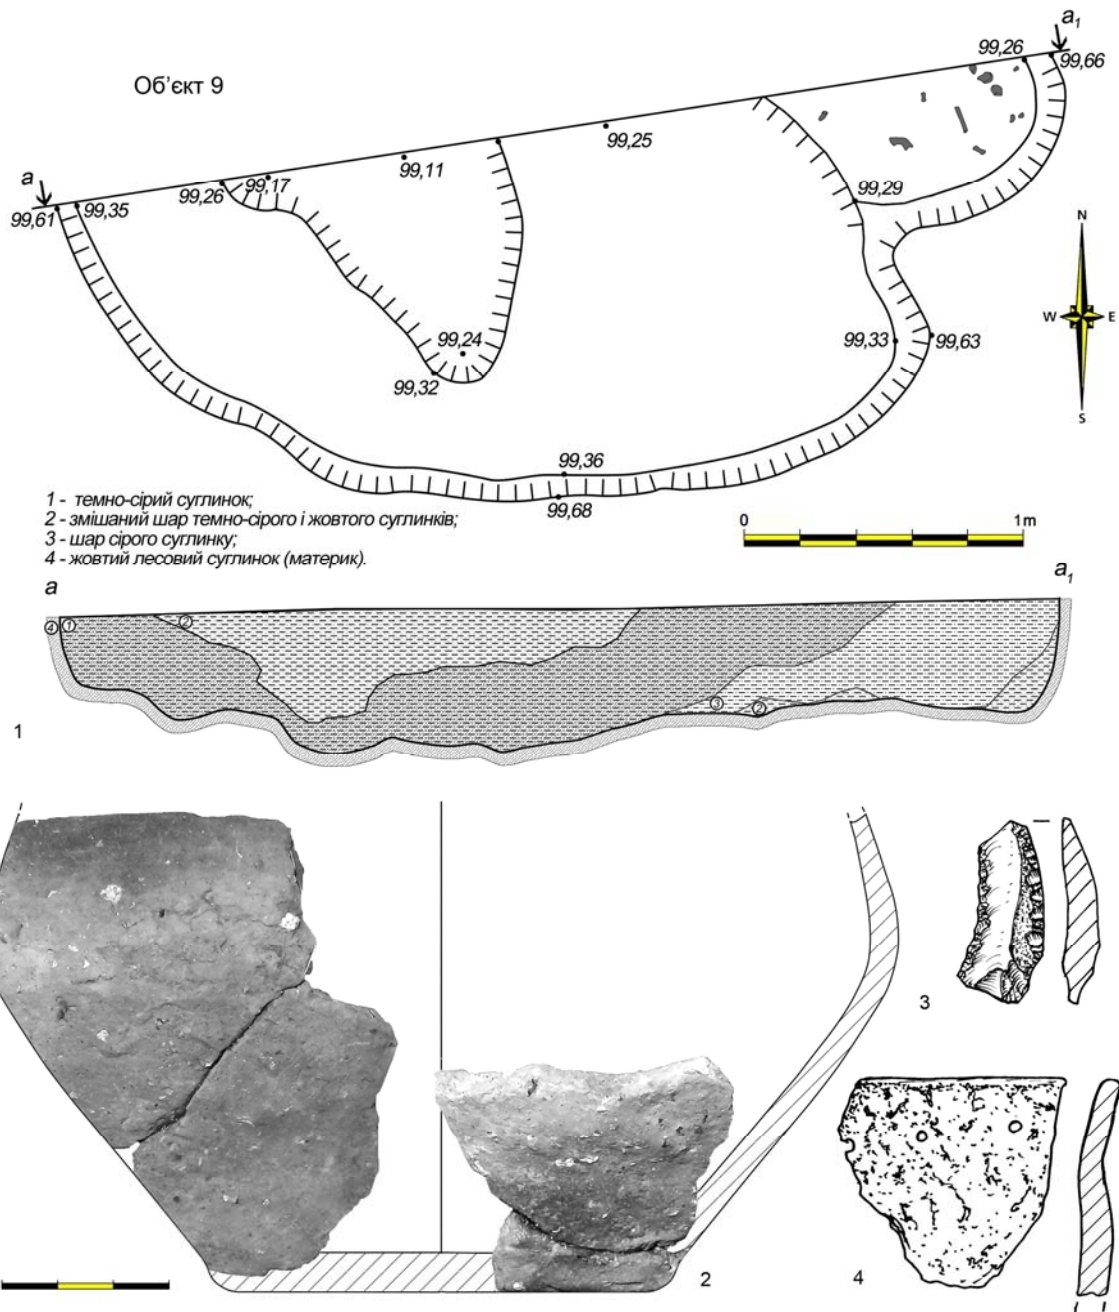 Об’єкт 9
a₁
99,26
99,66
99,25
99,11
a
99,17
99,26
99,61
99,35
99,29
N
W E
S
99,24
99,33
99,63
99,32
99,36
99,68
1 - темно-сірий суглинок;
2 - змішаний шар темно-сірого і жовтого суглинків;
3 - шар сірого суглинку;
4 - жовтий лесовий суглинок (материк).
0 1m
a
a₁
4 1 2
3 2
1
3
2
4